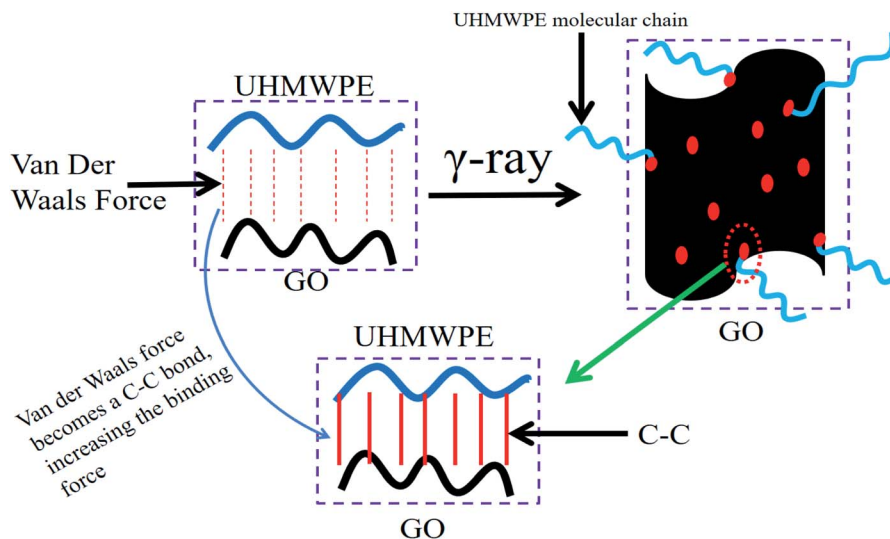 UHMWPE molecular chain
UHMWPE
Van Der
Waals Force
γ-ray
GO
GO
UHMWPE
Van der Waals force
becomes a C-C bond,
increasing the binding
force
C-C
GO